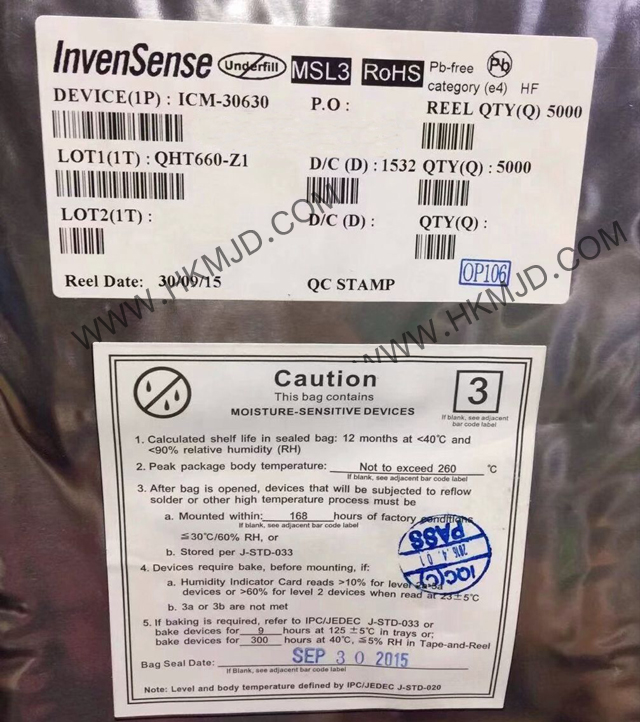 InvenSense Underfill MSL3 RoHS Pb-free category (e4) HF Pb
DEVICE(1P) : ICM-30630 P.O : REEL QTY(Q) 5000
LOT1(1T) : QHT660-Z1 D/C (D) : 1532 QTY(Q) : 5000
LOT2(1T) : D/C (D) : QTY(Q) :
OP106
Reel Date: 30/09/15 QC STAMP
WWW.HKMJD.COM
WWW.HKMJD.COM
Caution
This bag contains
MOISTURE-SENSITIVE DEVICES
3
If blank, see adjacent
bar code label
1. Calculated shelf life in sealed bag: 12 months at <40°C and
<90% relative humidity (RH)
2. Peak package body temperature: Not to exceed 260 °C
If blank, see adjacent bar code label
3. After bag is opened, devices that will be subjected to reflow
solder or other high temperature process must be
a. Mounted within: 168 hours of factory conditions
If blank, see adjacent bar code label
≦30°C/60% RH, or
b. Stored per J-STD-033
PASS
2016. 4. 0 1
IQC(C)
4. Devices require bake, before mounting, if:
a. Humidity Indicator Card reads >10% for level 2a-5a
devices or >60% for level 2 devices when read at 23±5°C
b. 3a or 3b are not met
5. If baking is required, refer to IPC/JEDEC J-STD-033 or
bake devices for 9 hours at 125 ±5°C in trays or;
bake devices for 300 hours at 40°C, ≦5% RH in Tape-and-Reel
Bag Seal Date: SEP 3 0 2015
If Blank, see adjacent bar code label
Note: Level and body temperature defined by IPC/JEDEC J-STD-020